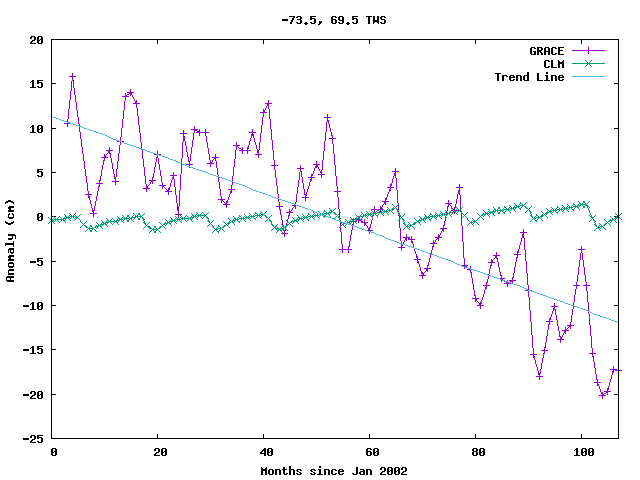 -73.5, 69.5 TWS
GRACE
CLM
Trend Line
20
15
10
5
0
-5
-10
-15
-20
-25
Anomaly (cm)
0 20 40 60 80 100
Months since Jan 2002